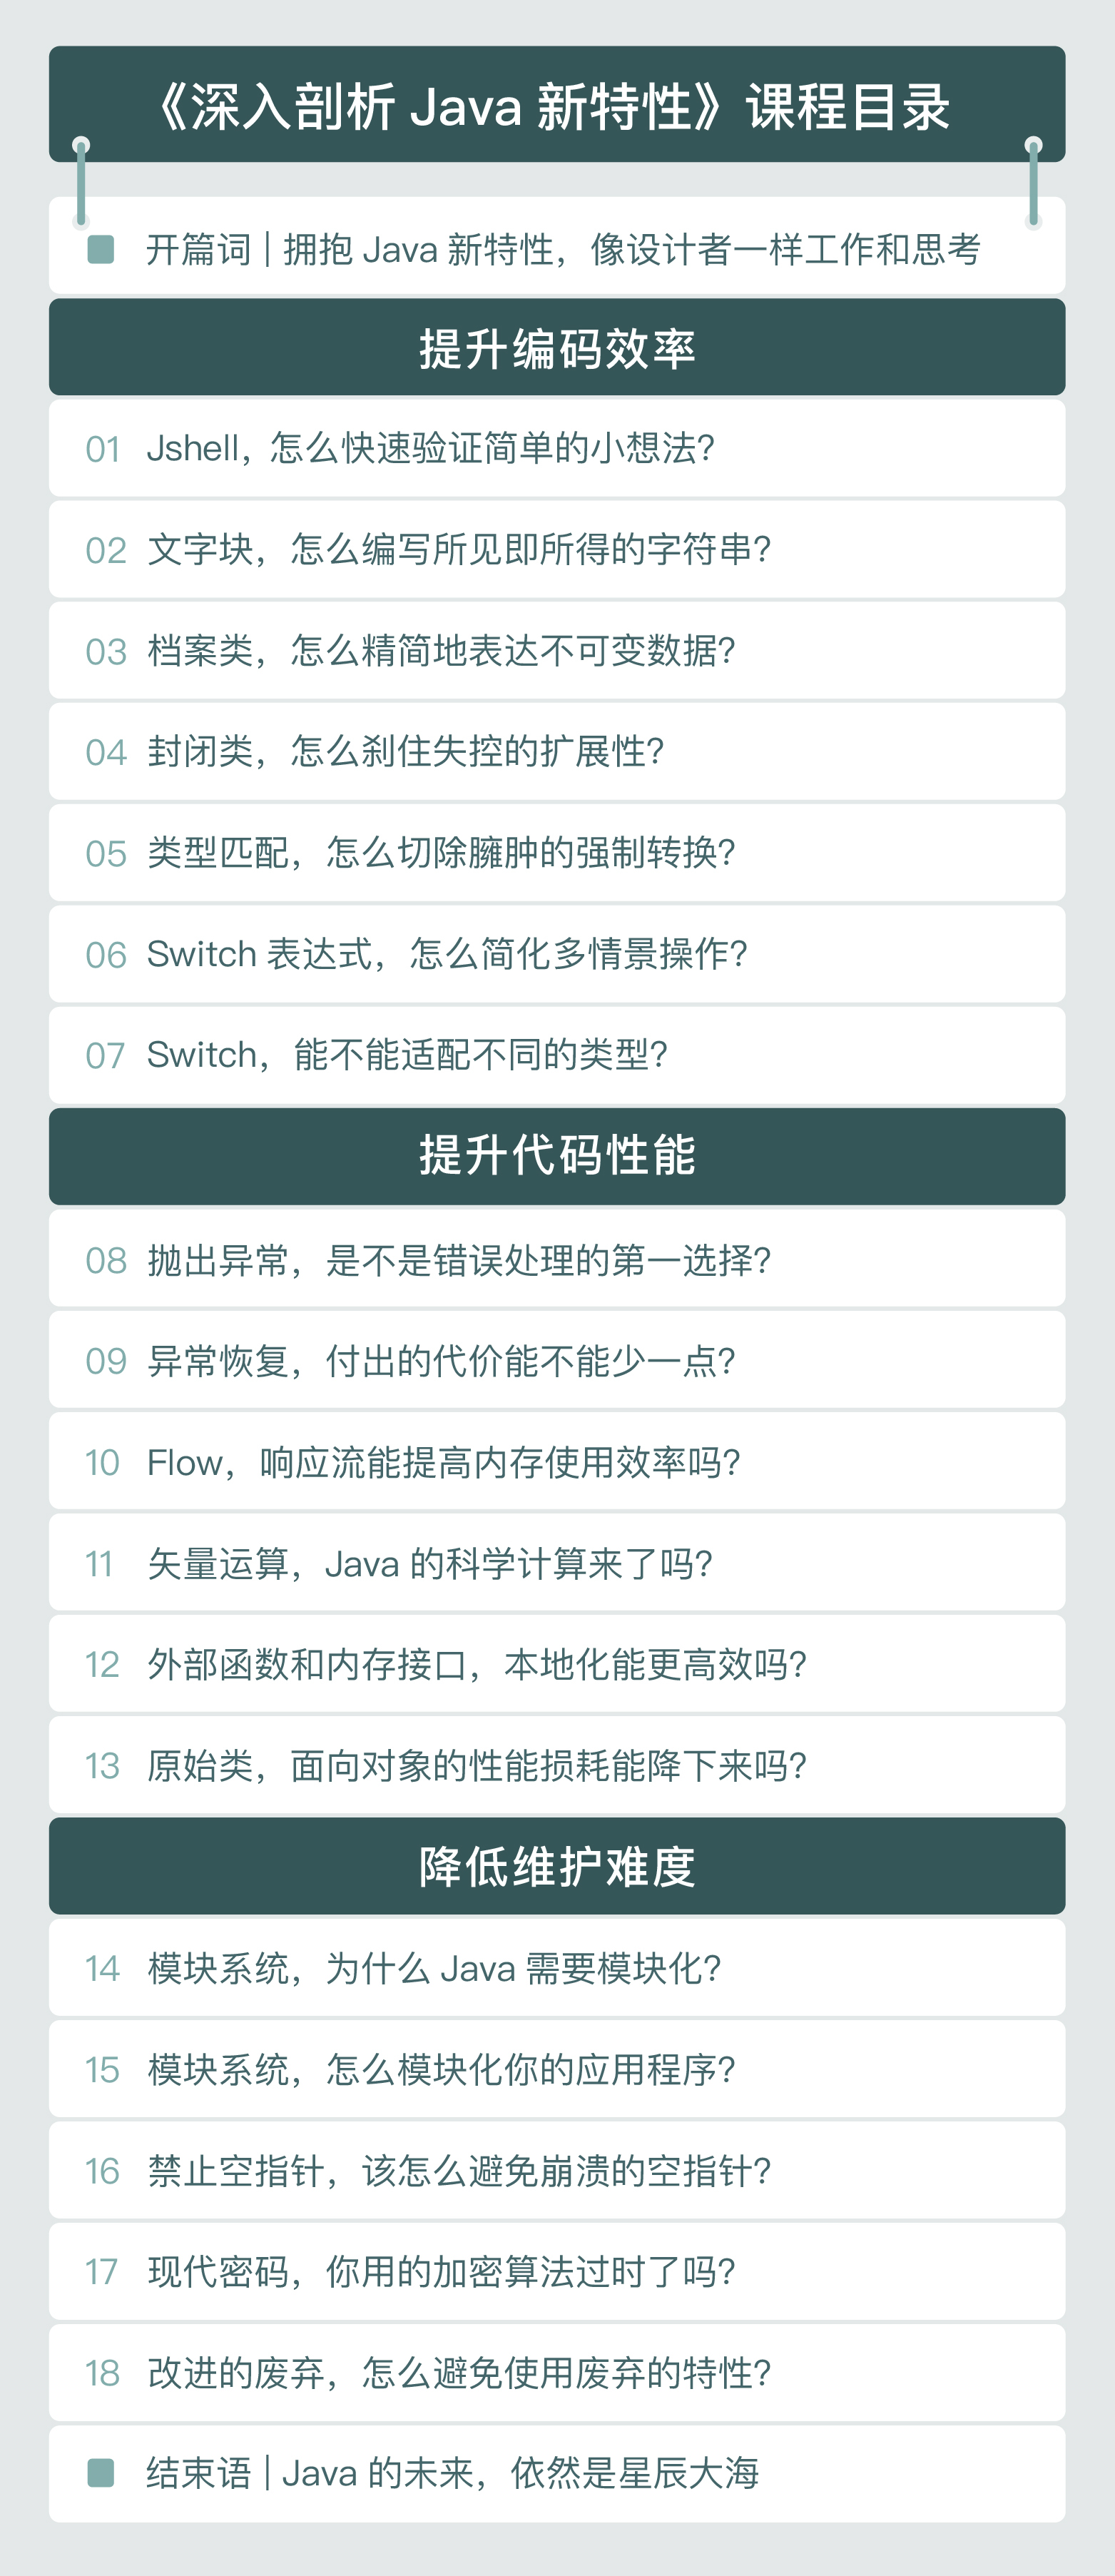 《深入剖析 Java 新特性》课程目录
开篇词 | 拥抱 Java 新特性，像设计者一样工作和思考
提升编码效率
01 Jshell，怎么快速验证简单的小想法？
02 文字块，怎么编写所见即所得的字符串？
03 档案类，怎么精简地表达不可变数据？
04 封闭类，怎么刹住失控的扩展性？
05 类型匹配，怎么切除臃肿的强制转换？
06 Switch 表达式，怎么简化多情景操作？
07 Switch，能不能适配不同的类型？
提升代码性能
08 抛出异常，是不是错误处理的第一选择？
09 异常恢复，付出的代价能不能少一点？
10 Flow，响应流能提高内存使用效率吗？
11 矢量运算，Java 的科学计算来了吗？
12 外部函数和内存接口，本地化能更高效吗？
13 原始类，面向对象的性能损耗能降下来吗？
降低维护难度
14 模块系统，为什么 Java 需要模块化？
15 模块系统，怎么模块化你的应用程序？
16 禁止空指针，该怎么避免崩溃的空指针？
17 现代密码，你用的加密算法过时了吗？
18 改进的废弃，怎么避免使用废弃的特性？
结束语 | Java 的未来，依然是星辰大海